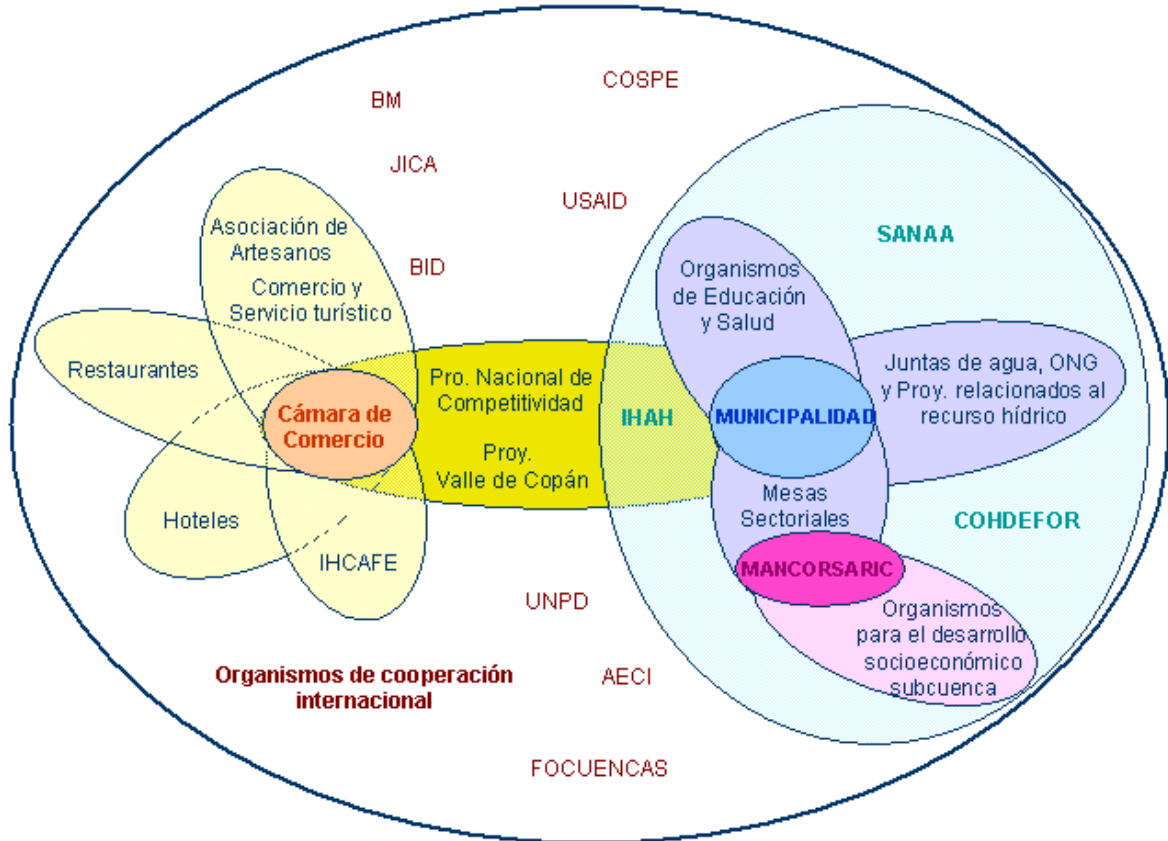 COSPE
BM
JICA
USAID
BID
Asociación de
Artesanos
Comercio y
Servicio turístico
Restaurantes
Hoteles
IHCAFE
Cámara de
Comercio
Pro. Nacional de
Competitividad
Proy.
Valle de Copán
IHAH
SANAA
Organismos
de Educación
y Salud
MUNICIPALIDAD
Juntas de agua, ONG
y Proy. relacionados al
recurso hídrico
Mesas
Sectoriales
COHDEFOR
MANCORSARIC
Organismos
para el desarrollo
socioeconómico
subcuenca
UNPD
AECI
Organismos de cooperación
internacional
FOCUENCAS